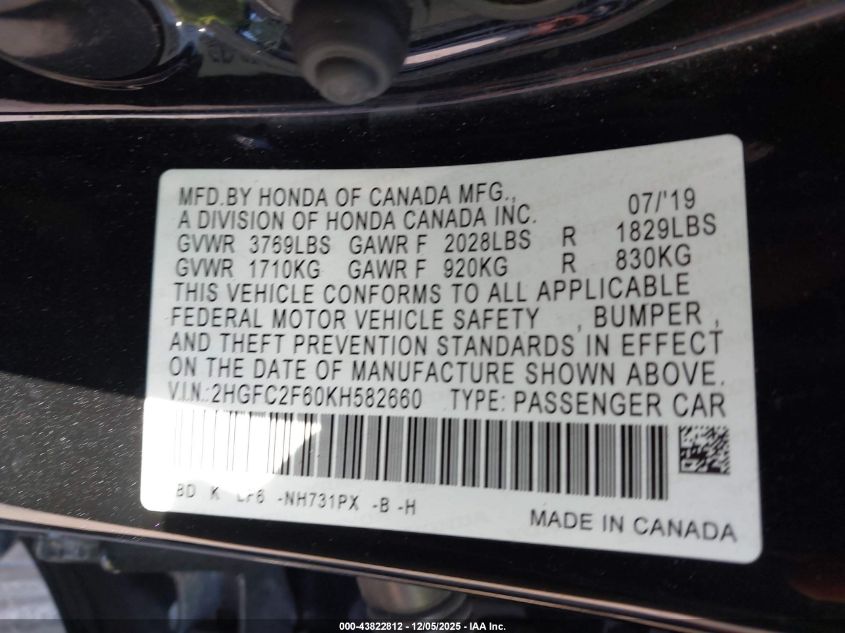 MFD.BY HONDA OF CANADA MFG., 07/'19
A DIVISION OF HONDA CANADA INC.
GVWR 3769LBS GAWR F 2028LBS R 1829LBS
GVWR 1710KG GAWR F 920KG R 830KG
THIS VEHICLE CONFORMS TO ALL APPLICABLE
FEDERAL MOTOR VEHICLE SAFETY , BUMPER ,
AND THEFT PREVENTION STANDARDS IN EFFECT
ON THE DATE OF MANUFACTURE SHOWN ABOVE.
V.I.N.: 2HGFC2F60KH582660 TYPE: PASSENGER CAR
K -NH731PX -B -H
MADE IN CANADA
000-43822812 - 12/05/2025 - IAA Inc.